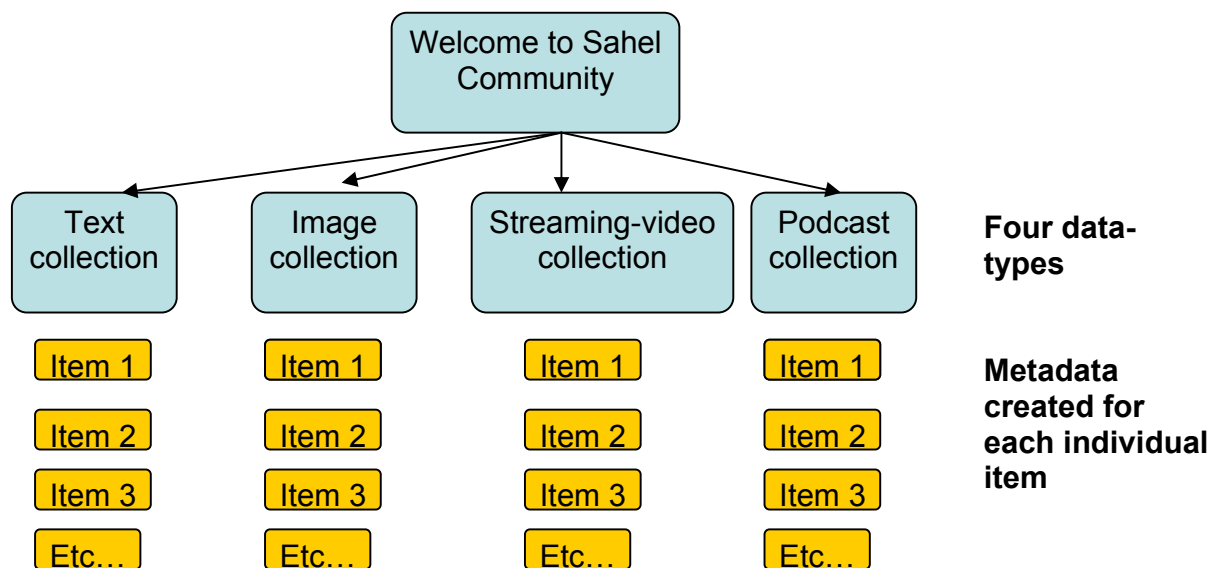 Welcome to Sahel
Community
Text
collection
Image
collection
Streaming-video
collection
Podcast
collection
Four data-
types
Item 1
Item 1
Item 1
Item 1
Item 2
Item 2
Item 2
Item 2
Item 3
Item 3
Item 3
Item 3
Etc…
Etc…
Etc…
Etc…
Metadata
created for
each individual
item